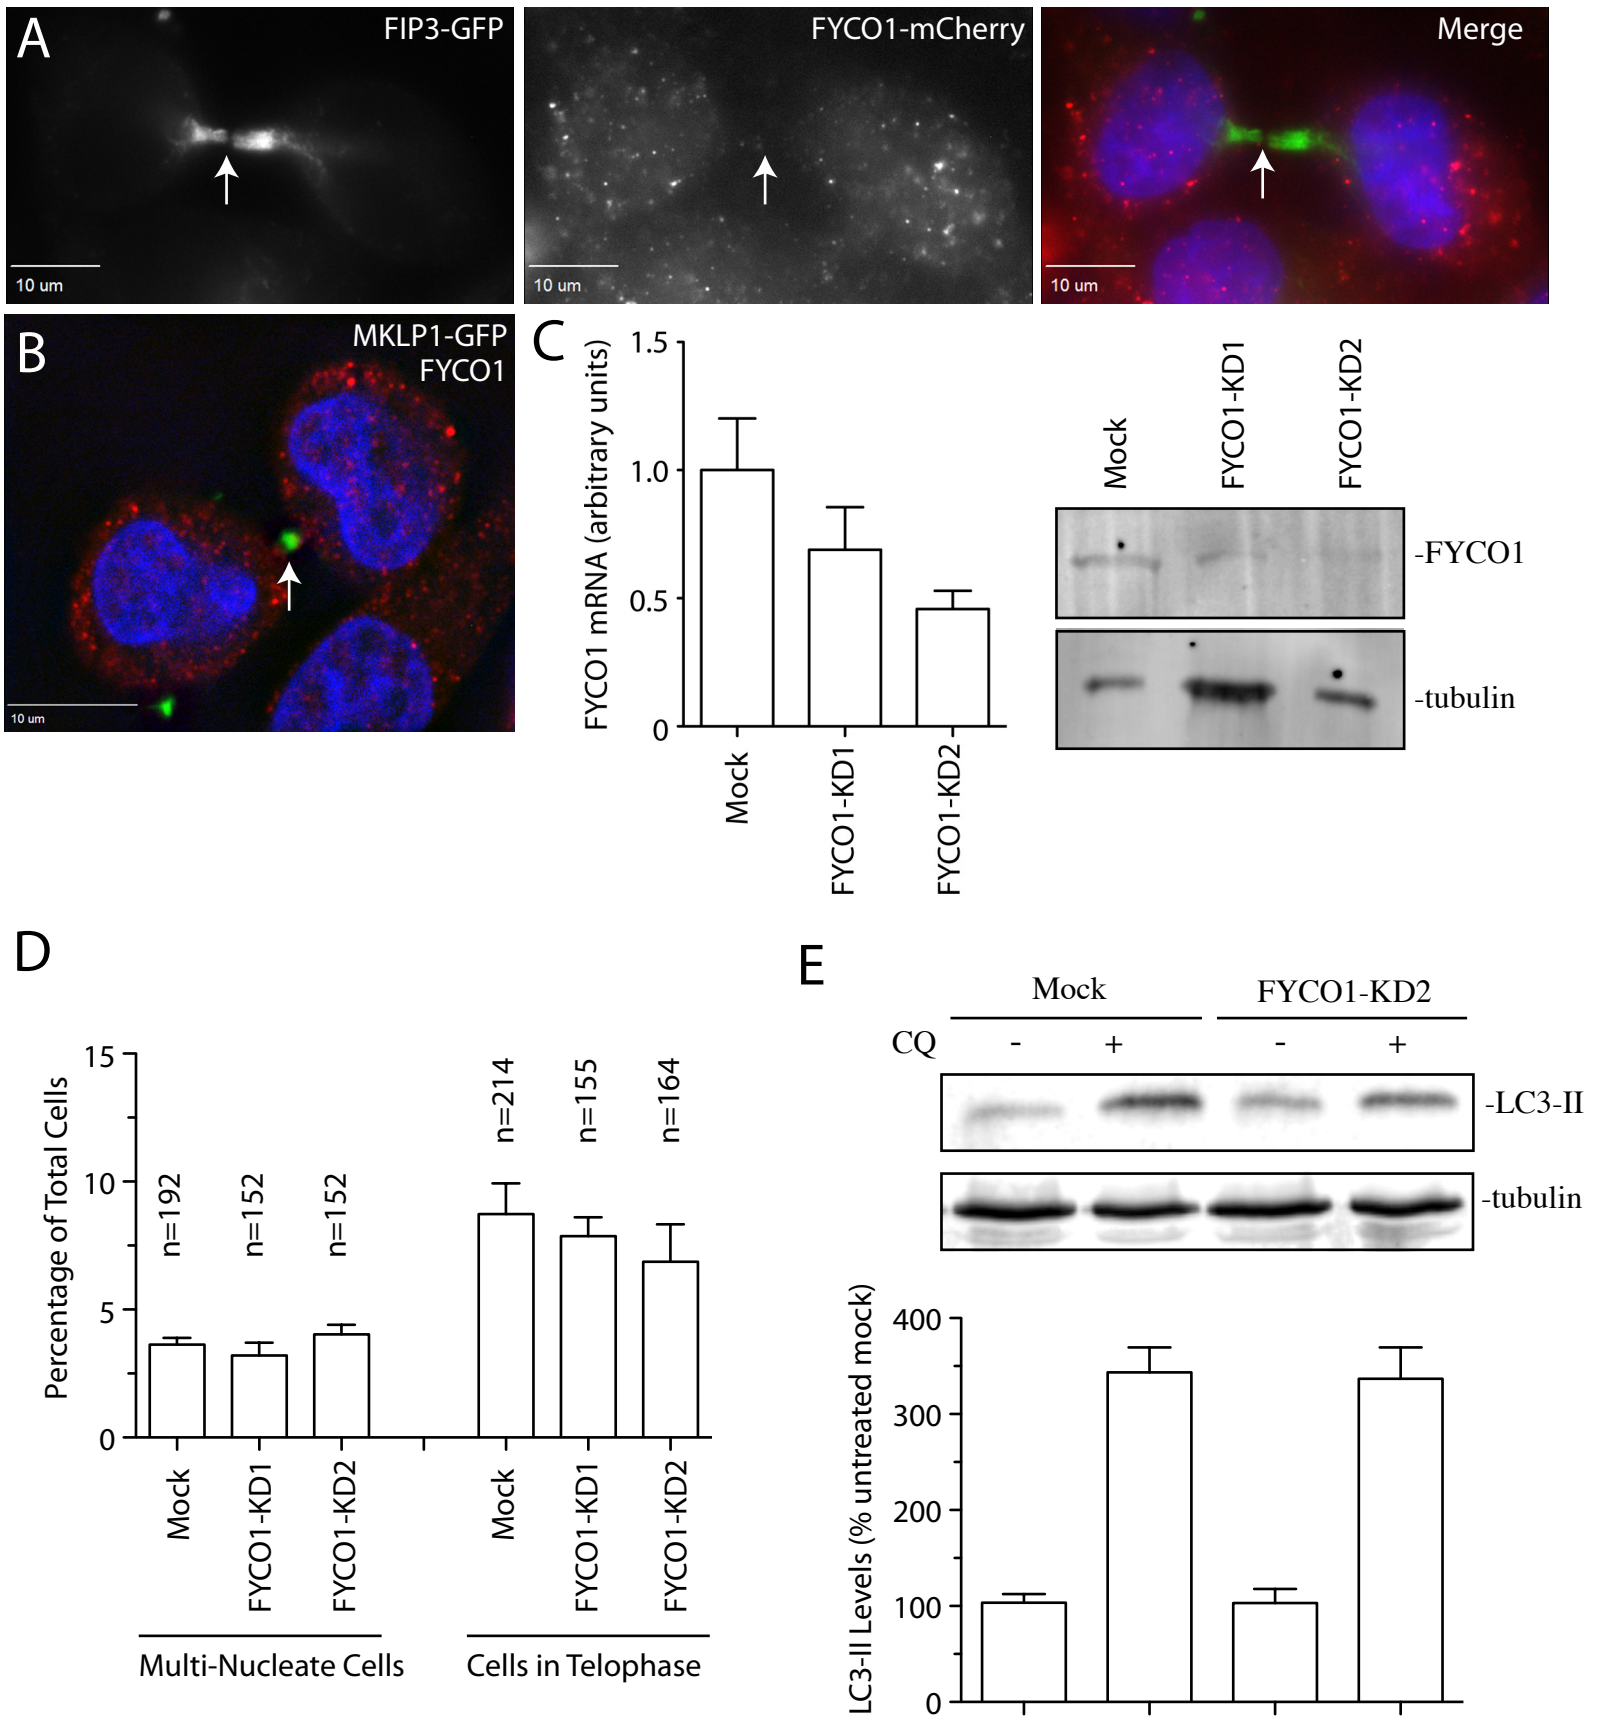 A
FIP3-GFP
FYCO1-mCherry
Merge
10 um
10 um
10 um
B
MKLP1-GFP
FYCO1
10 um
C
FYCO1 mRNA (arbitrary units)
1.5
1.0
0.5
0
Mock
FYCO1-KD1
FYCO1-KD2
Mock
FYCO1-KD1
FYCO1-KD2
-FYCO1
-tubulin
D
Percentage of Total Cells
15
10
5
0
n=192
n=152
n=152
n=214
n=155
n=164
Mock
FYCO1-KD1
FYCO1-KD2
Mock
FYCO1-KD1
FYCO1-KD2
Multi-Nucleate Cells
Cells in Telophase
E
Mock
FYCO1-KD2
CQ - + - +
-LC3-II
-tubulin
LC3-II Levels (% untreated mock)
400
300
200
100
0